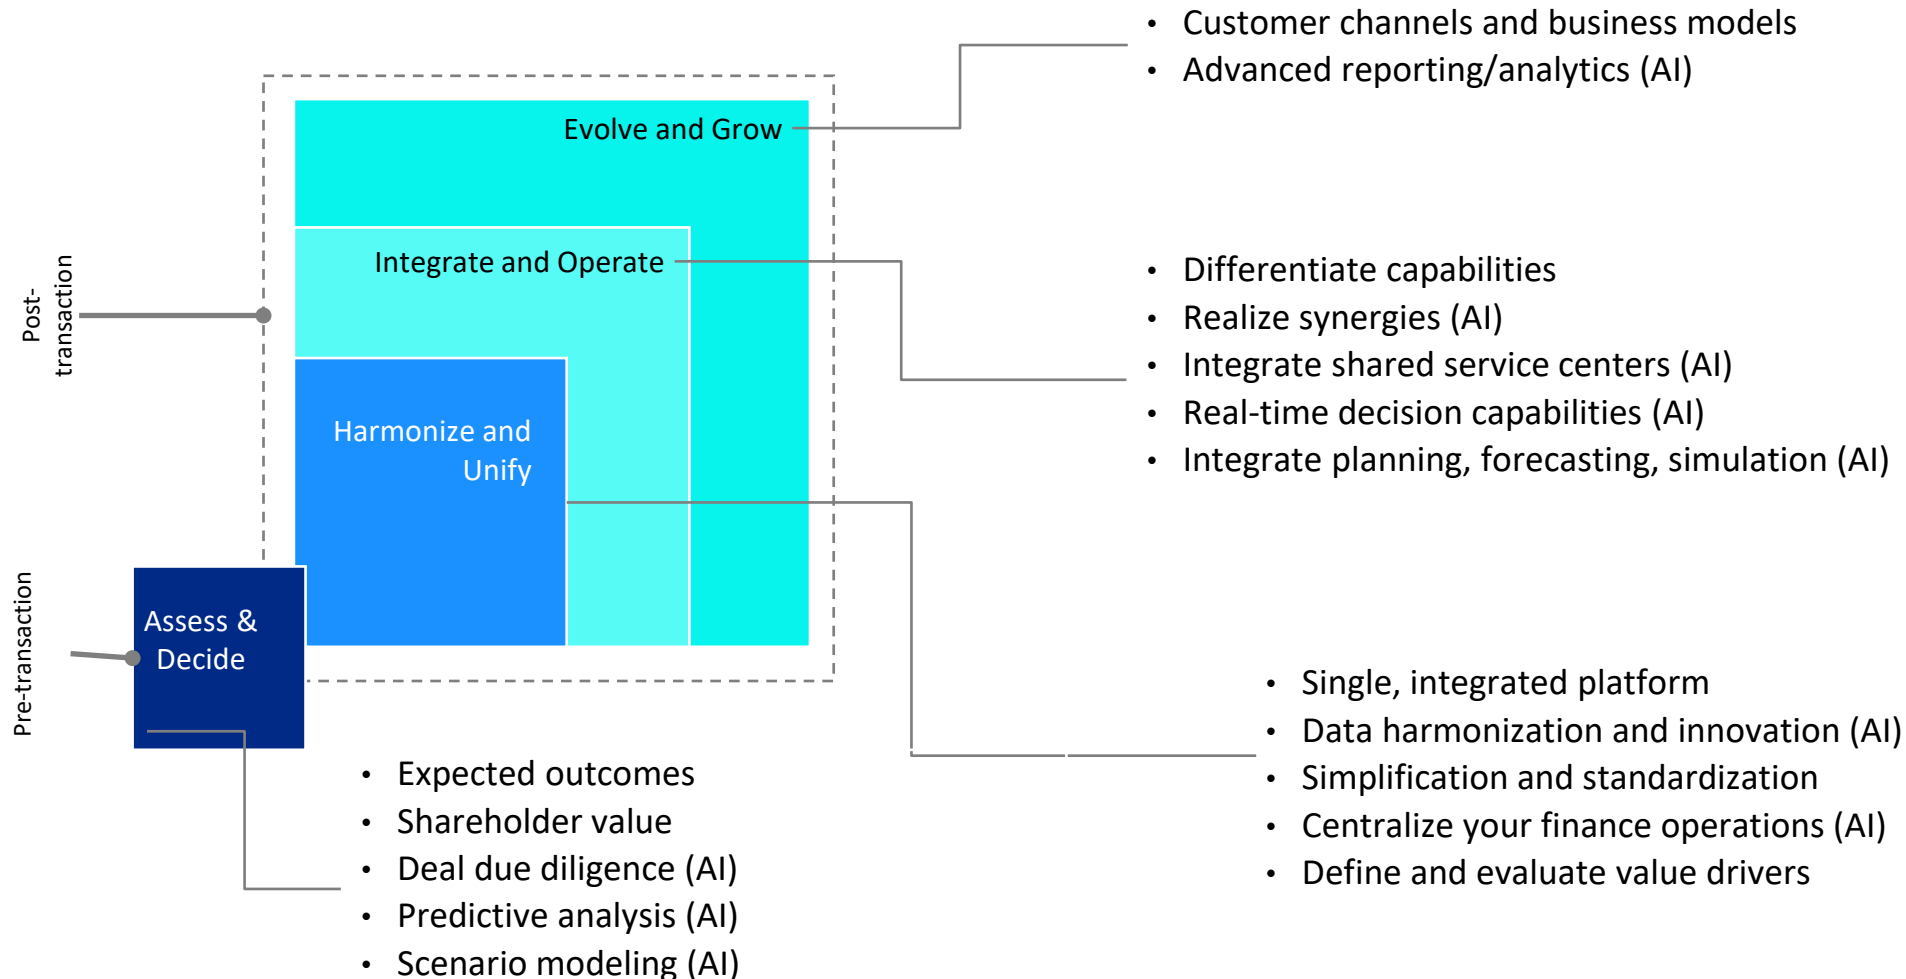 • Customer channels and business models
• Advanced reporting/analytics (AI)
Evolve and Grow
Integrate and Operate
• Differentiate capabilities
• Realize synergies (AI)
• Integrate shared service centers (AI)
• Real-time decision capabilities (AI)
• Integrate planning, forecasting, simulation (AI)
Post-
transaction
Harmonize and
Unify
Pre-transaction
Assess &
Decide
• Single, integrated platform
• Data harmonization and innovation (AI)
• Simplification and standardization
• Centralize your finance operations (AI)
• Define and evaluate value drivers
• Expected outcomes
• Shareholder value
• Deal due diligence (AI)
• Predictive analysis (AI)
• Scenario modeling (AI)